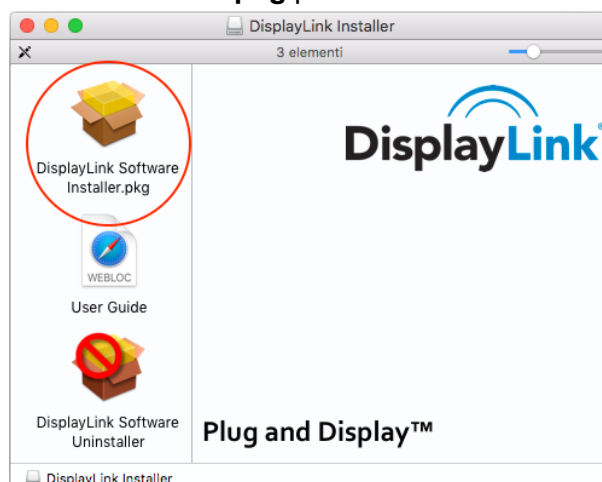 pkg
DisplayLink Installer
3 elementi
DisplayLink Software
Installer.pkg
DisplayLink®
WEBLOC
User Guide
DisplayLink Software
Uninstaller
Plug and Display™
DisplayLink Installer